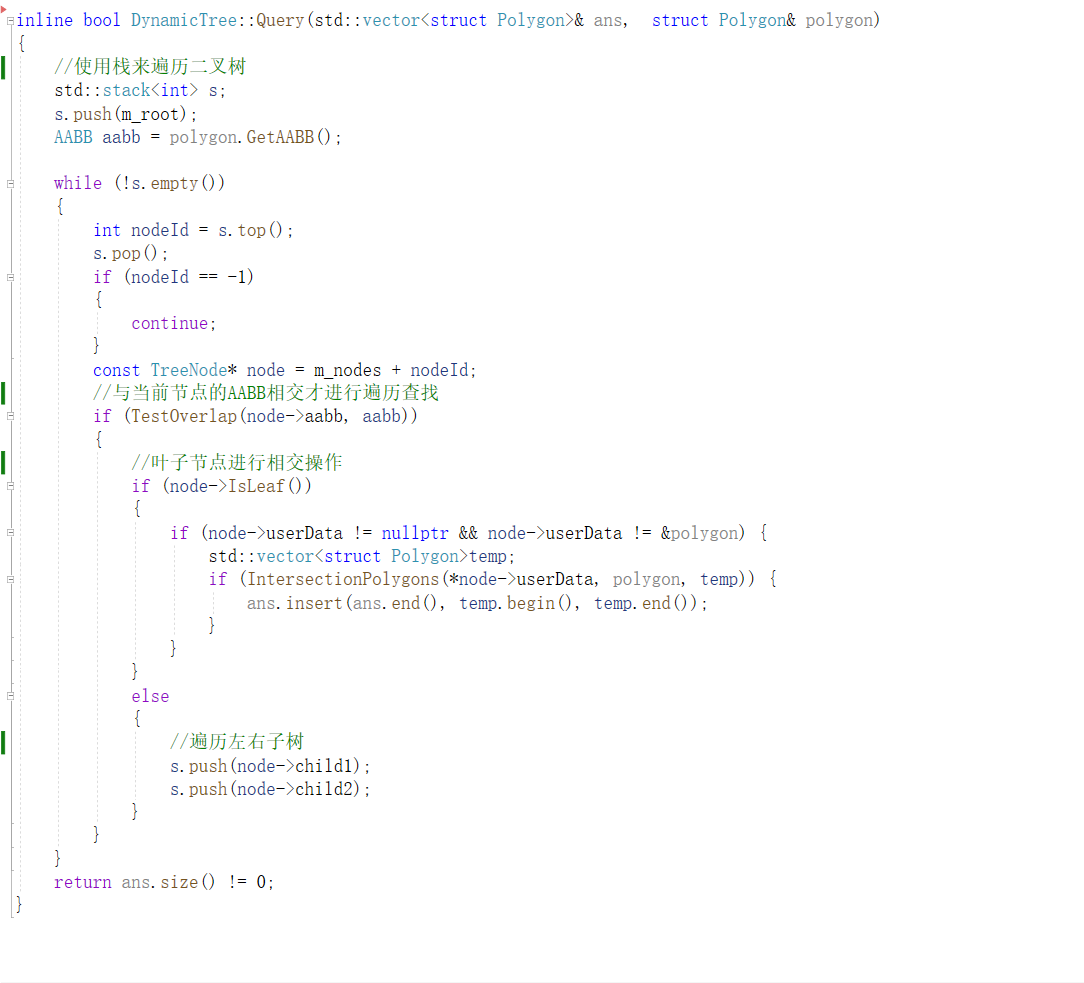 inline bool DynamicTree::Query(std::vector<struct Polygon>& ans,  struct Polygon& polygon)
{
    //使用栈来遍历二叉树
    std::stack<int> s;
    s.push(m_root);
    AABB aabb = polygon.GetAABB();

    while (!s.empty())
    {
        int nodeId = s.top();
        s.pop();
        if (nodeId == -1)
        {
            continue;
        }
        const TreeNode* node = m_nodes + nodeId;
        //与当前节点的AABB相交才进行遍历查找
        if (TestOverlap(node->aabb, aabb))
        {
            //叶子节点进行相交操作
            if (node->IsLeaf())
            {
                if (node->userData != nullptr && node->userData != &polygon) {
                    std::vector<struct Polygon>temp;
                    if (IntersectionPolygons(*node->userData, polygon, temp)) {
                        ans.insert(ans.end(), temp.begin(), temp.end());
                    }
                }
            }
            else
            {
                //遍历左右子树
                s.push(node->child1);
                s.push(node->child2);
            }
        }
    }
    return ans.size() != 0;
}